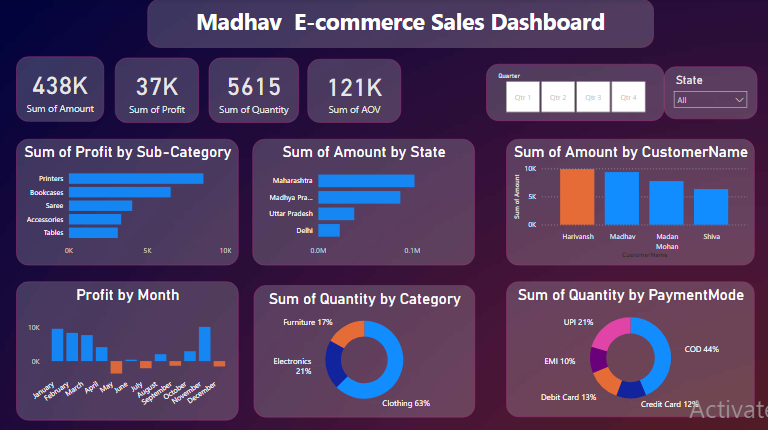 Madhav E-commerce Sales Dashboard
438K
Sum of Amount
37K
Sum of Profit
5615
Sum of Quantity
121K
Sum of AOV
Quarter
Qtr 1
Qtr 2
Qtr 3
Qtr 4
State
All
Sum of Profit by Sub-Category
Printers
Bookcases
Saree
Accessories
Tables
0K
5K
10K
Sum of Amount by State
Maharashtra
Madhya Pra...
Uttar Pradesh
Delhi
0.0M
0.1M
Sum of Amount by CustomerName
Sum of Amount
10K
5K
0K
Harivansh
Madhav
Madan
Mohan
Shiva
CustomerName
Profit by Month
10K
0K
January
February
March
April
May
June
July
August
September
October
November
December
Sum of Quantity by Category
Furniture 17%
Electronics
21%
Clothing 63%
Sum of Quantity by PaymentMode
UPI 21%
COD 44%
EMI 10%
Debit Card 13%
Credit Card 12%
Activate